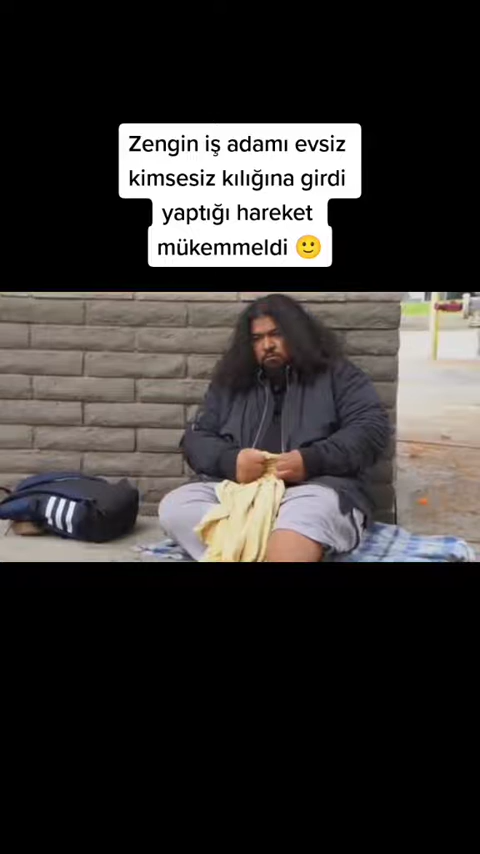 Zengin iş adamı evsiz
kimsesiz kılığına girdi
yaptığı hareket
mükemmeldi 🙂